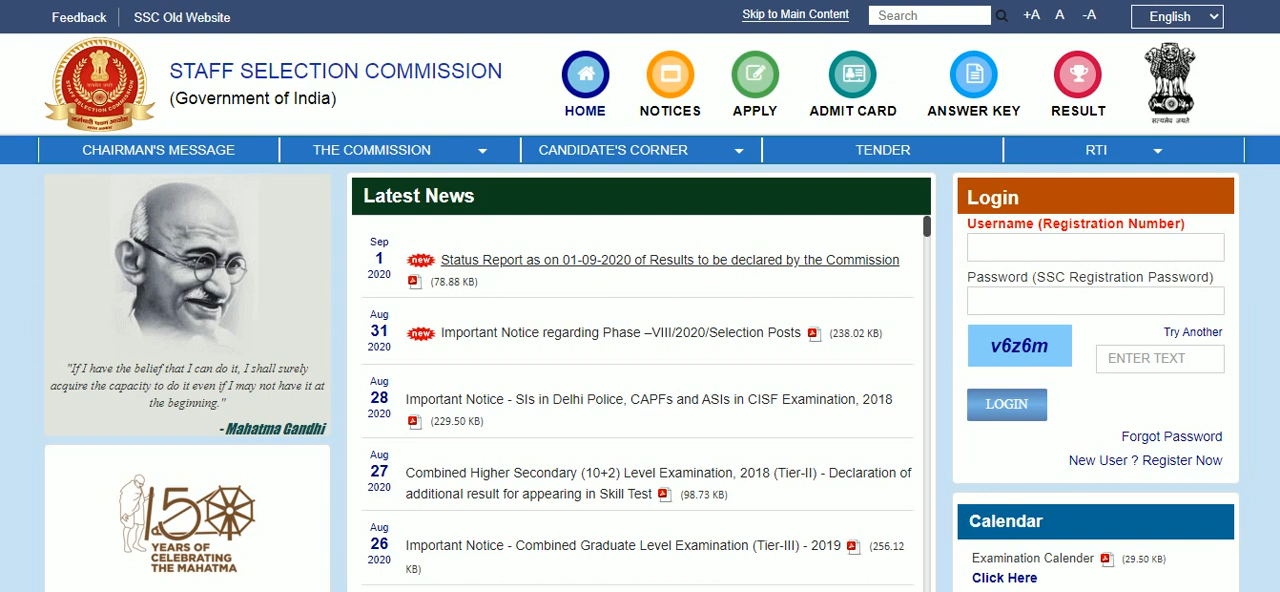 Feedback
SSC Old Website
Skip to Main Content
Search
+A
A
-A
English
STAFF SELECTION COMMISSION
(Government of India)
HOME
NOTICES
APPLY
ADMIT CARD
ANSWER KEY
RESULT
सत्यमेव जयते
CHAIRMAN'S MESSAGE
THE COMMISSION
CANDIDATE'S CORNER
TENDER
RTI
"If I have the belief that I can do it, I shall surely
acquire the capacity to do it even if I may not have it at
the beginning."
- Mahatma Gandhi
150
YEARS OF
CELEBRATING
THE MAHATMA
Latest News
Sep
1
2020
new Status Report as on 01-09-2020 of Results to be declared by the Commission
(78.88 KB)
Aug
31
2020
new Important Notice regarding Phase –VIII/2020/Selection Posts (238.02 KB)
Aug
28
2020
Important Notice - SIs in Delhi Police, CAPFs and ASIs in CISF Examination, 2018
(229.50 KB)
Aug
27
2020
Combined Higher Secondary (10+2) Level Examination, 2018 (Tier-II) - Declaration of
additional result for appearing in Skill Test (98.73 KB)
Aug
26
2020
Important Notice - Combined Graduate Level Examination (Tier-III) - 2019 (256.12
KB)
Login
Username (Registration Number)
Password (SSC Registration Password)
v6z6m
Try Another
ENTER TEXT
LOGIN
Forgot Password
New User ? Register Now
Calendar
Examination Calender (29.50 KB)
Click Here